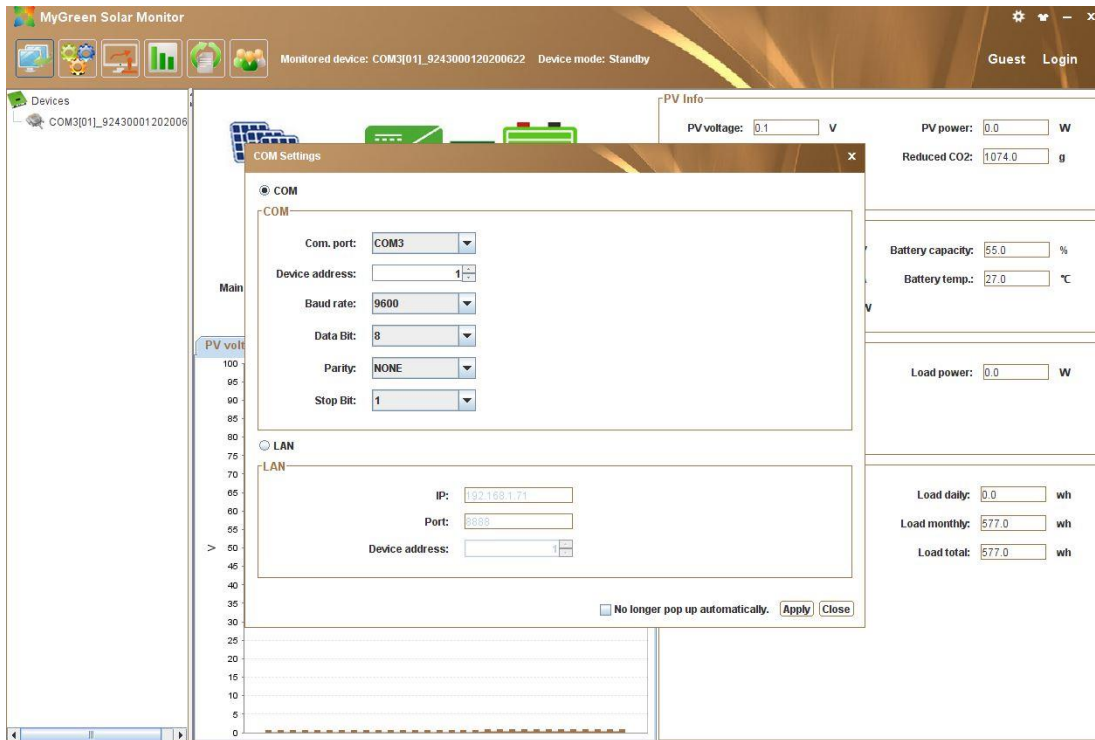 MyGreen Solar Monitor
Monitored device: COM3[01]_9243000120200622 Device mode: Standby
Guest Login
Devices
COM3[01]_92430001202006
PV Info
PV voltage: 0.1 V
PV power: 0.0 W
Reduced CO2: 1074.0 g
COM Settings
x
COM
COM
Com. port: COM3
Device address: 1
Baud rate: 9600
Data Bit: 8
Parity: NONE
Stop Bit: 1
LAN
LAN
IP: 192.168.1.71
Port: 8888
Device address: 1
No longer pop up automatically. Apply Close
Battery capacity: 55.0 %
Battery temp.: 27.0 ℃
W
Main
Load power: 0.0 W
Load daily: 0.0 wh
Load monthly: 577.0 wh
Load total: 577.0 wh
PV volt
V
100
95
90
85
80
75
70
65
60
55
50
45
40
35
30
25
20
15
10
5
0